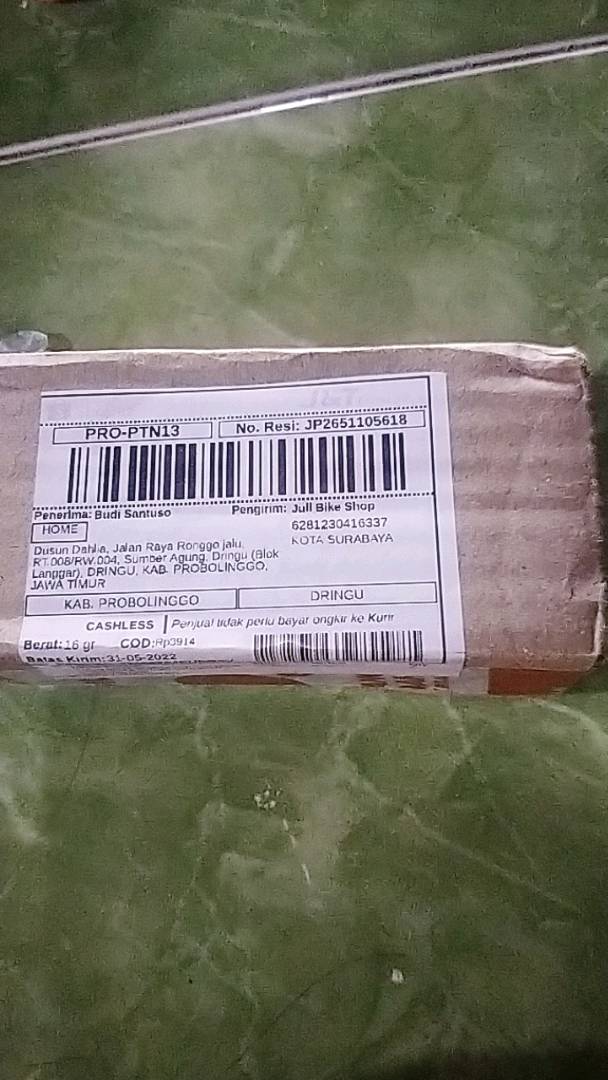 PRO-PTN13
No. Resi: JP2651105618
Penerima: Budi Santuso
Pengirim: Jull Bike Shop
HOME
6281230416337
KOTA SURABAYA
Dusun Dahlia, Jalan Raya Ronggo jalu,
RT.008/RW.004, Sumber Agung, Dringu (Blok
Langgar), DRINGU, KAB. PROBOLINGGO,
JAWA TIMUR
KAB. PROBOLINGGO
DRINGU
CASHLESS
Penjual tidak perlu bayar ongkir ke Kurir
Berat: 16 gr
COD:Rp3914
Batas Kirim: 31-05-2022